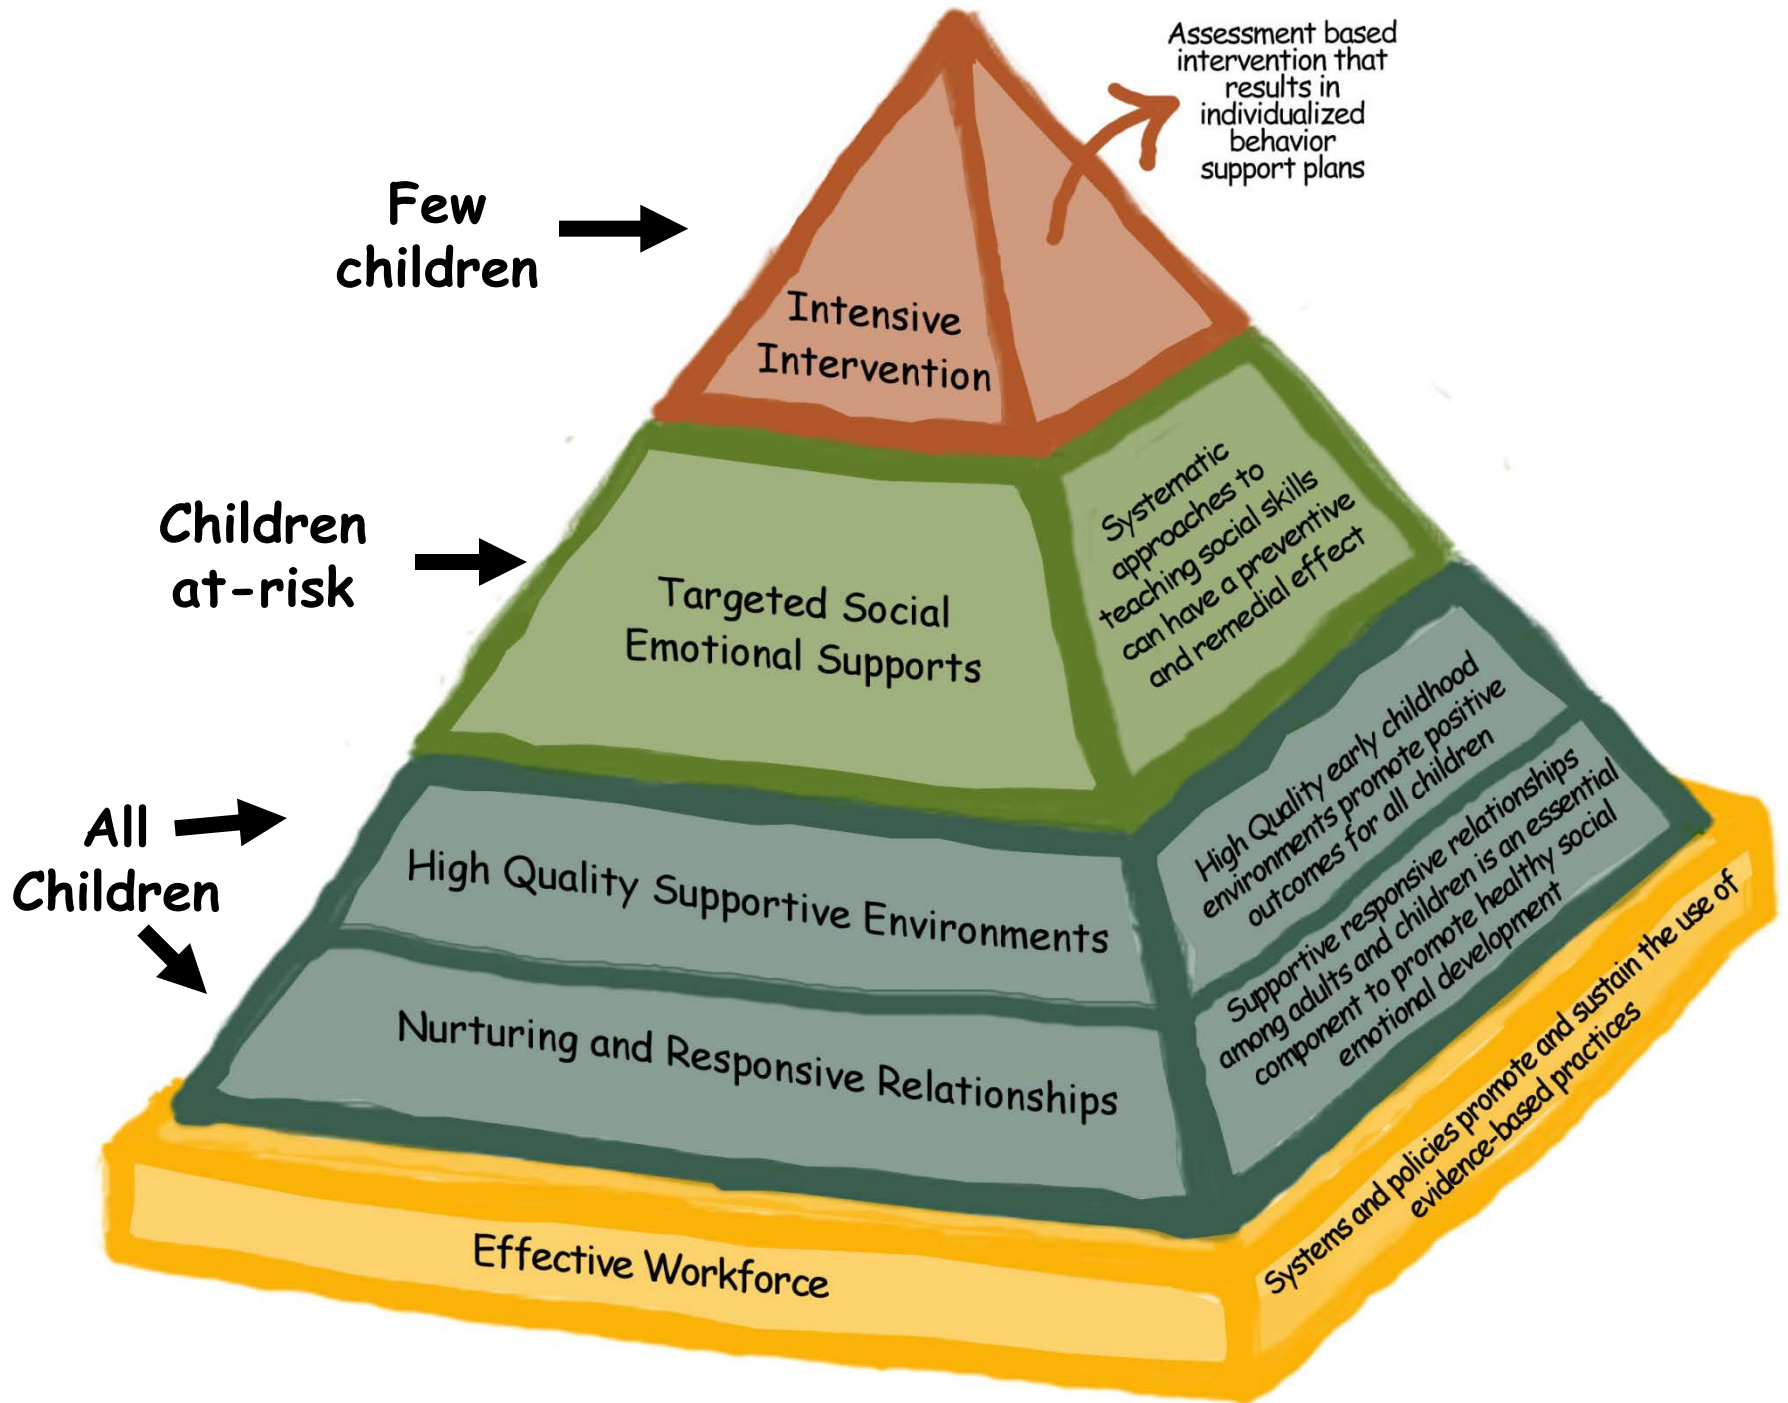 Assessment based
intervention that
results in
individualized
behavior
support plans
Few
children
Intensive
Intervention
Children
at-risk
Targeted Social
Emotional Supports
Systematic
approaches to
teaching social skills
can have a preventive
and remedial effect
All
Children
High Quality Supportive Environments
High Quality early childhood
environments promote positive
outcomes for all children
Nurturing and Responsive Relationships
Supportive responsive relationships
among adults and children is an essential
component to promote healthy social
emotional development
Effective Workforce
Systems and policies promote and sustain the use of
evidence-based practices